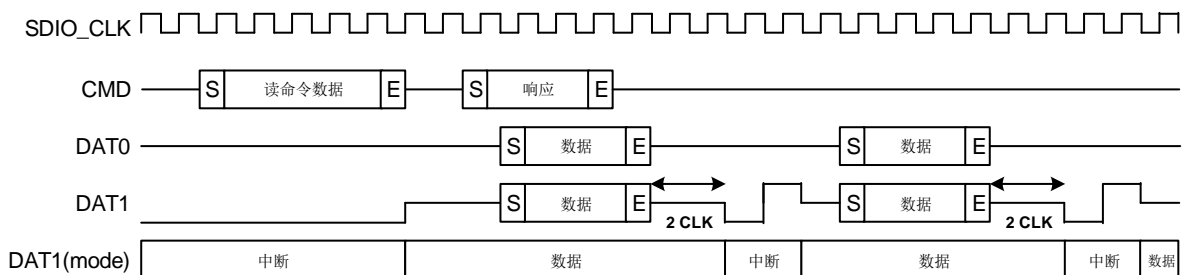 SDIO_CLK
CMD S 读命令数据 E S 响应 E
DAT0 S 数据 E S 数据 E
DAT1 S 数据 E S 数据 E
2 CLK 2 CLK
DAT1(mode) 中断 数据 中断 数据 中断 数据